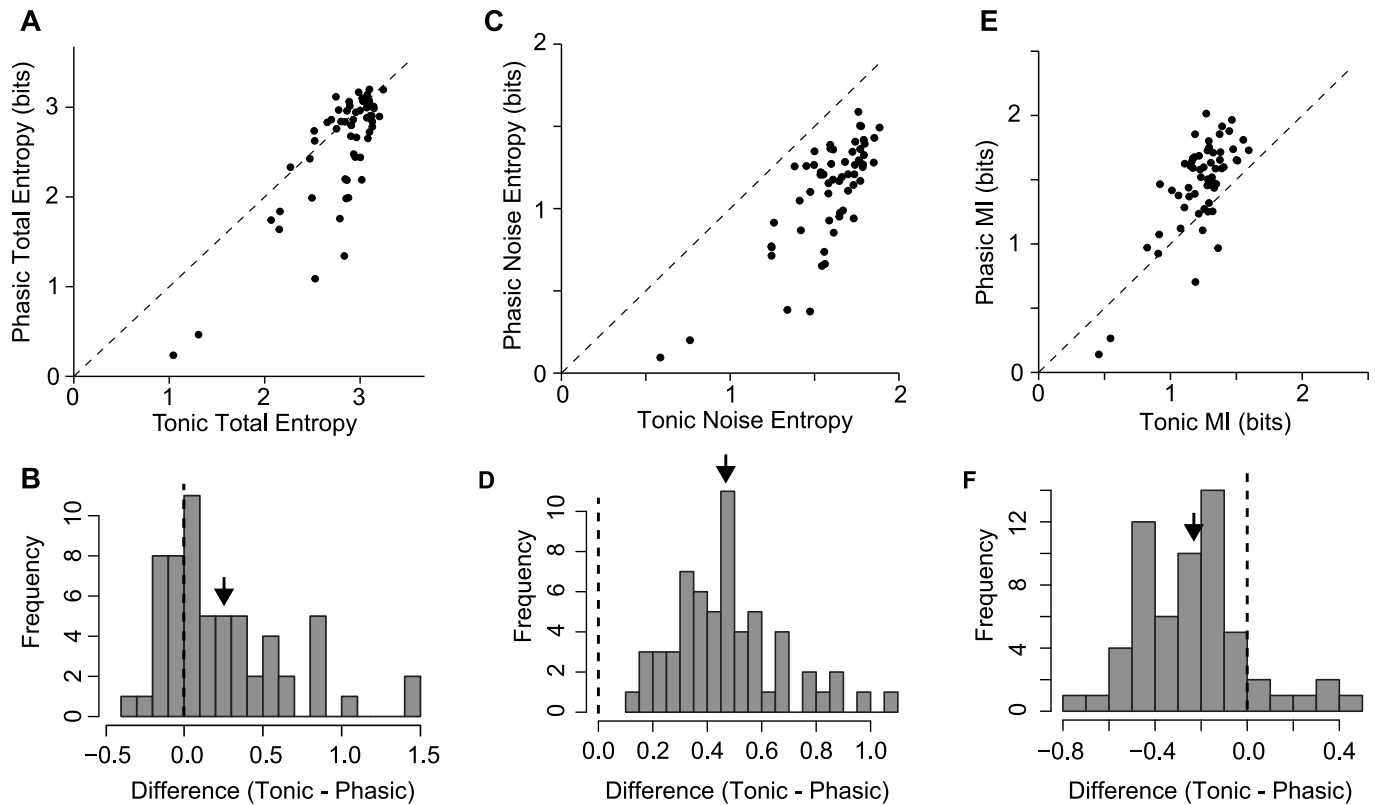 A
Phasic Total Entropy (bits)
3
2
1
0
0 1 2 3
Tonic Total Entropy
C
Phasic Noise Entropy (bits)
2
1
0
0 1 2
Tonic Noise Entropy
E
Phasic MI (bits)
2
1
0
0 1 2
Tonic MI (bits)
B
Frequency
10
8
6
4
2
0
−0.5 0.0 0.5 1.0 1.5
Difference (Tonic - Phasic)
D
Frequency
10
8
6
4
2
0
0.0 0.2 0.4 0.6 0.8 1.0
Difference (Tonic - Phasic)
F
Frequency
12
8
4
0
−0.8 −0.4 0.0 0.4
Difference (Tonic - Phasic)